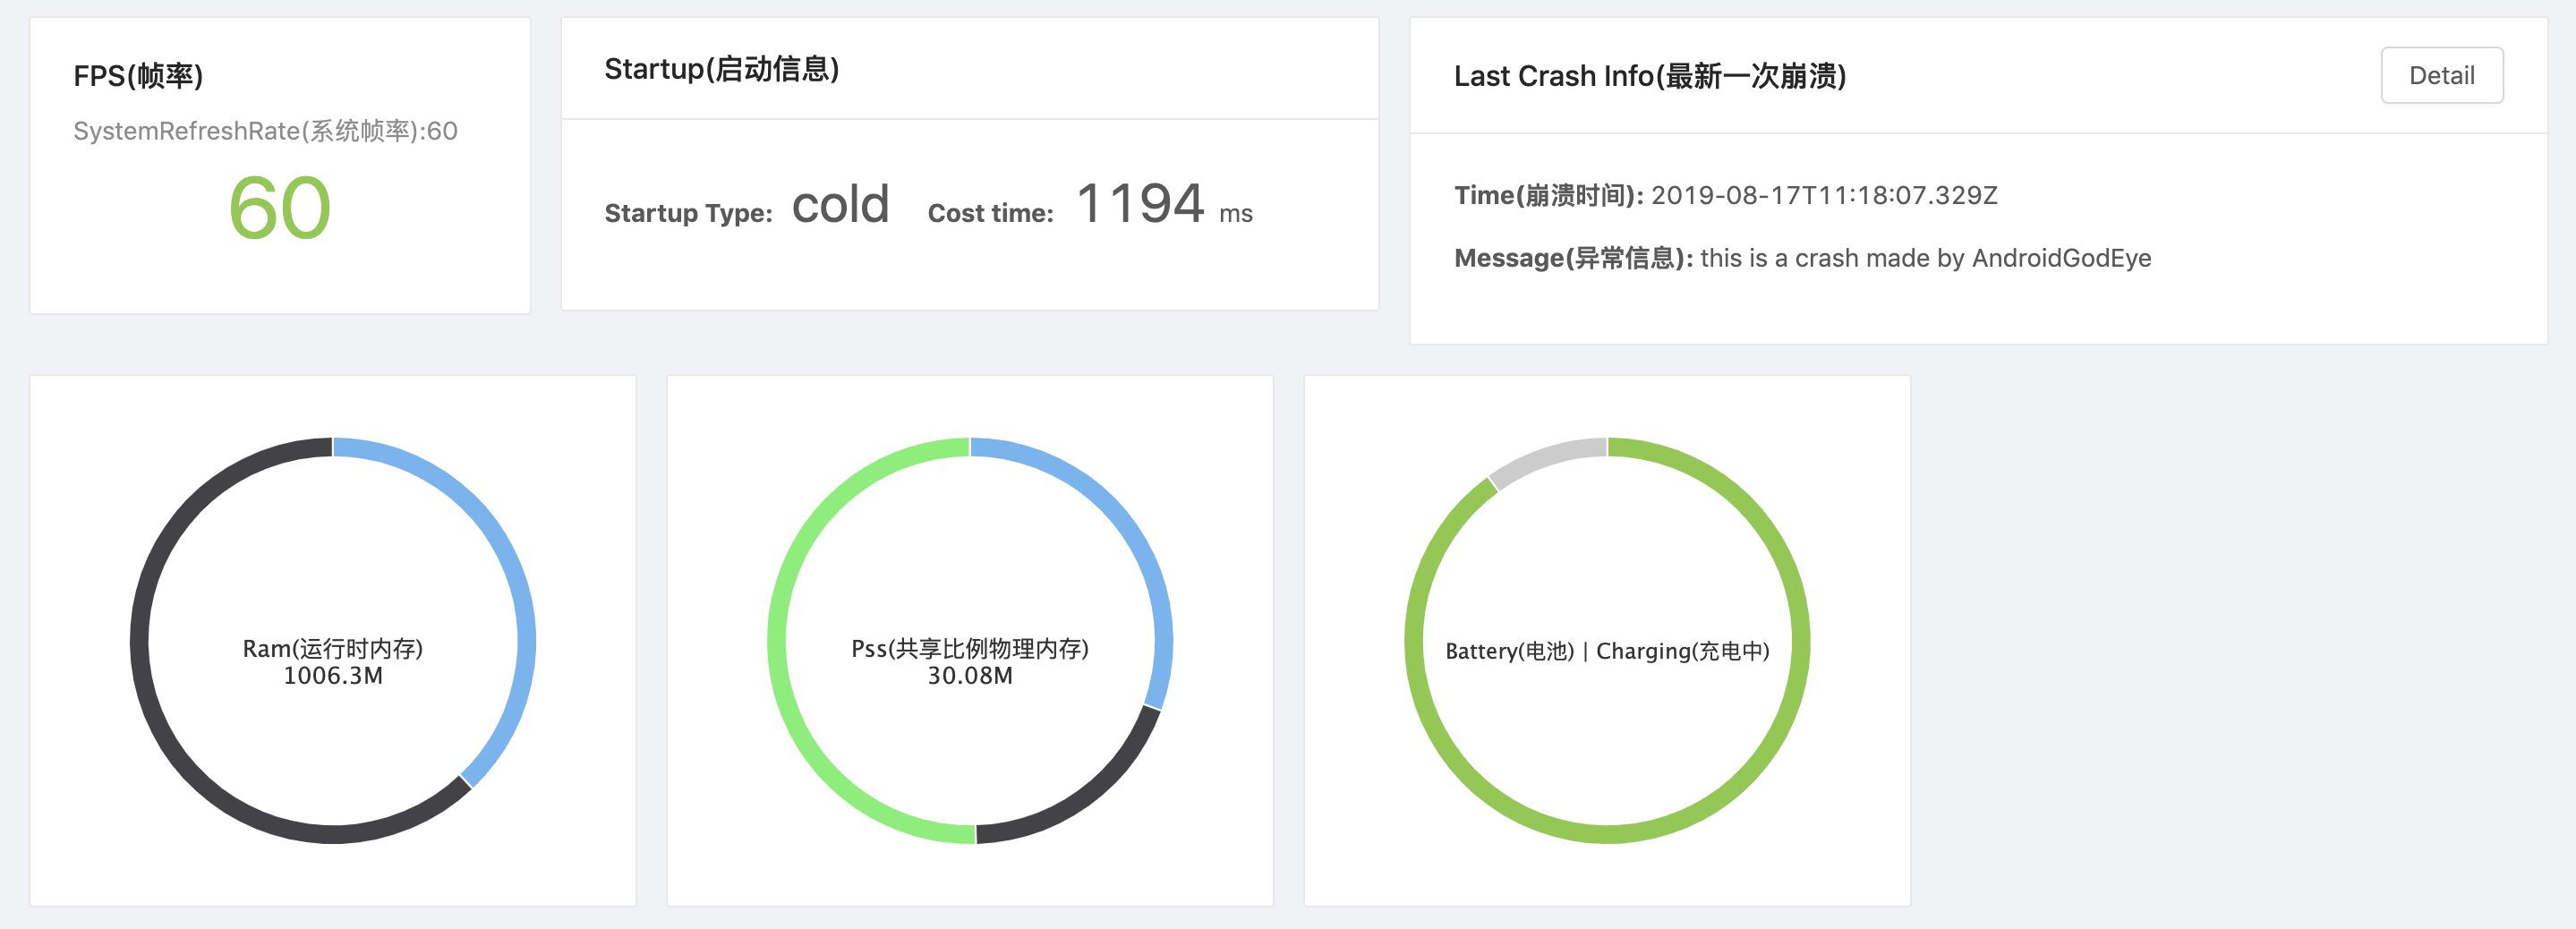 FPS(帧率)
SystemRefreshRate(系统帧率):60
60
Startup(启动信息)
Startup Type: cold Cost time: 1194 ms
Last Crash Info(最新一次崩溃)
Detail
Time(崩溃时间): 2019-08-17T11:18:07.329Z
Message(异常信息): this is a crash made by AndroidGodEye
Ram(运行时内存)
1006.3M
Pss(共享比例物理内存)
30.08M
Battery(电池) | Charging(充电中)